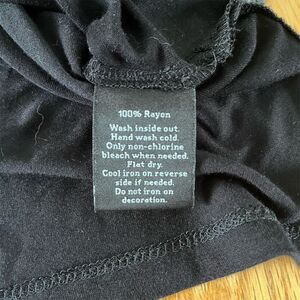 100% Rayon
Wash inside out.
Hand wash cold.
Only non-chlorine
bleach when needed.
Flat dry.
Cool iron on reverse
side if needed.
Do not iron on
decoration.